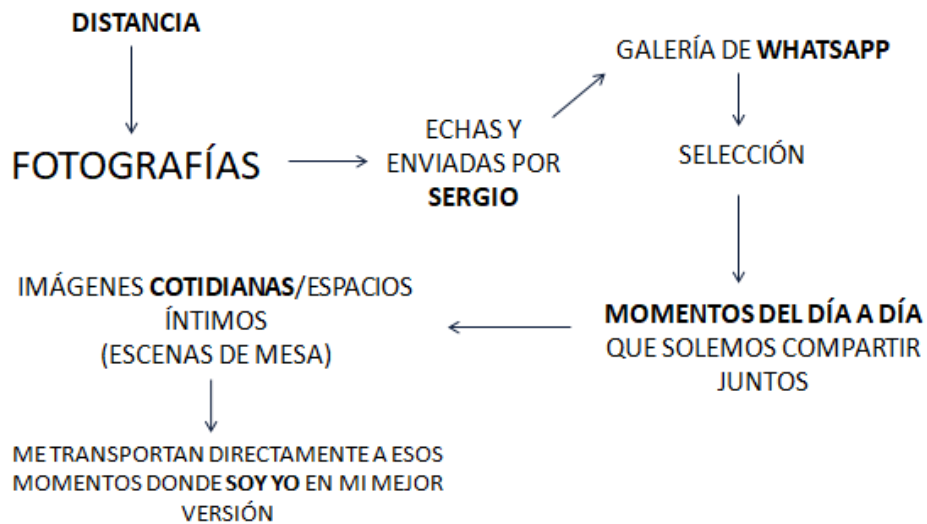 DISTANCIA
FOTOGRAFÍAS
ECHAS Y
ENVIADAS POR
SERGIO
GALERÍA DE WHATSAPP
SELECCIÓN
MOMENTOS DEL DÍA A DÍA
QUE SOLEMOS COMPARTIR
JUNTOS
IMÁGENES COTIDIANAS/ESPACIOS
ÍNTIMOS
(ESCENAS DE MESA)
ME TRANSPORTAN DIRECTAMENTE A ESOS
MOMENTOS DONDE SOY YO EN MI MEJOR
VERSIÓN